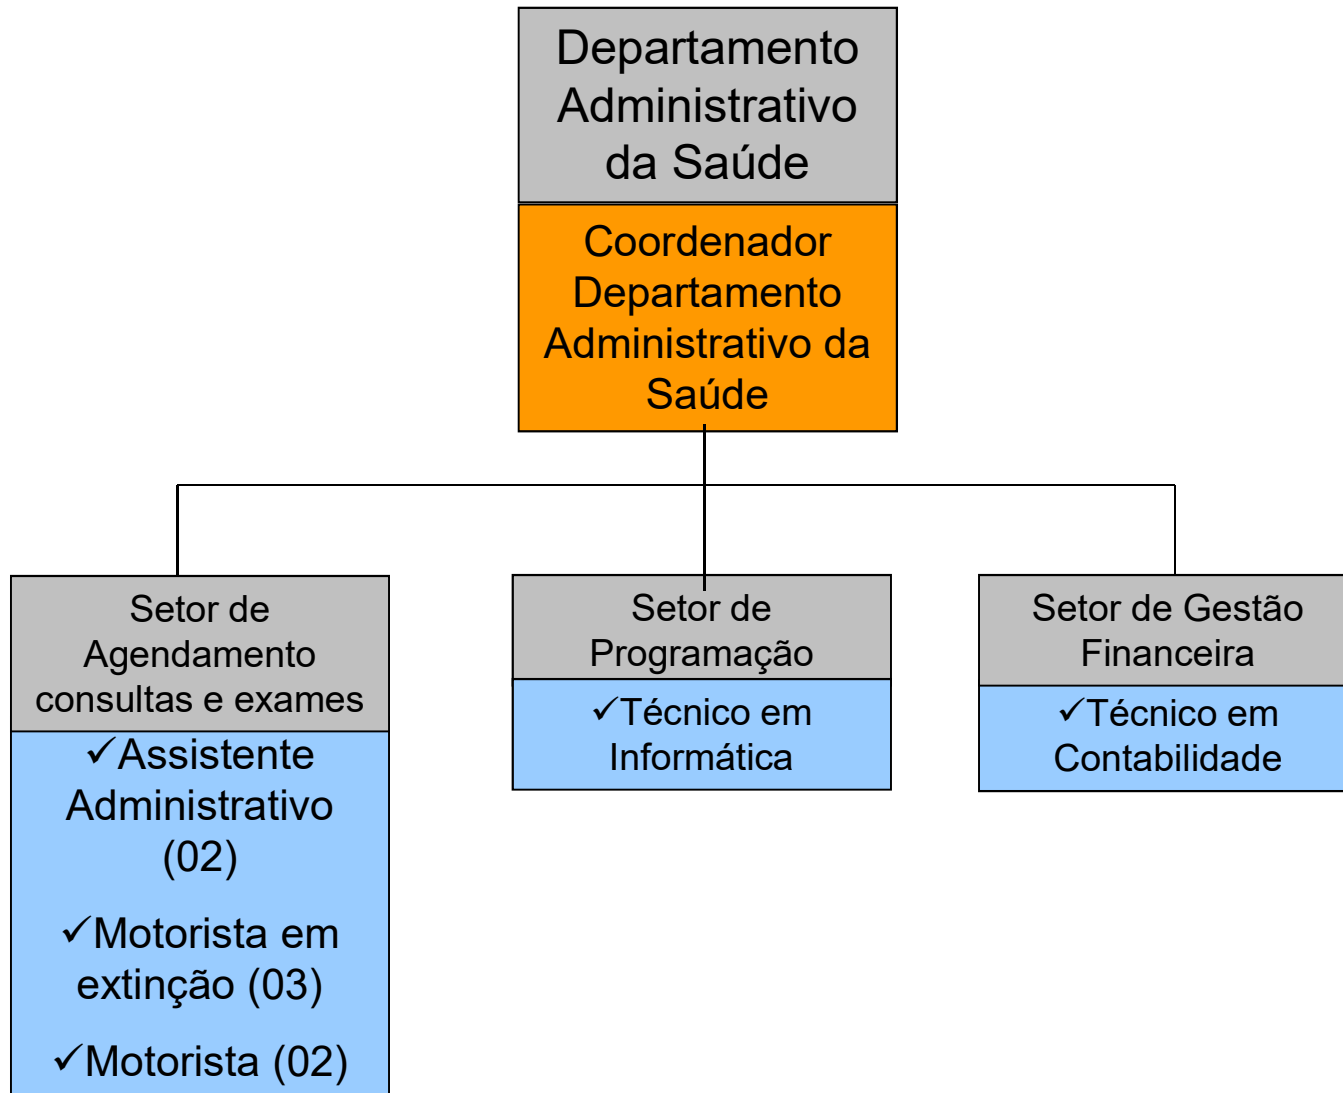 Departamento
Administrativo
da Saúde
Coordenador
Departamento
Administrativo da
Saúde
Setor de
Agendamento
consultas e exames
✓Assistente
Administrativo
(02)
✓Motorista em
extinção (03)
✓Motorista (02)
Setor de
Programação
✓Técnico em
Informática
Setor de Gestão
Financeira
✓Técnico em
Contabilidade